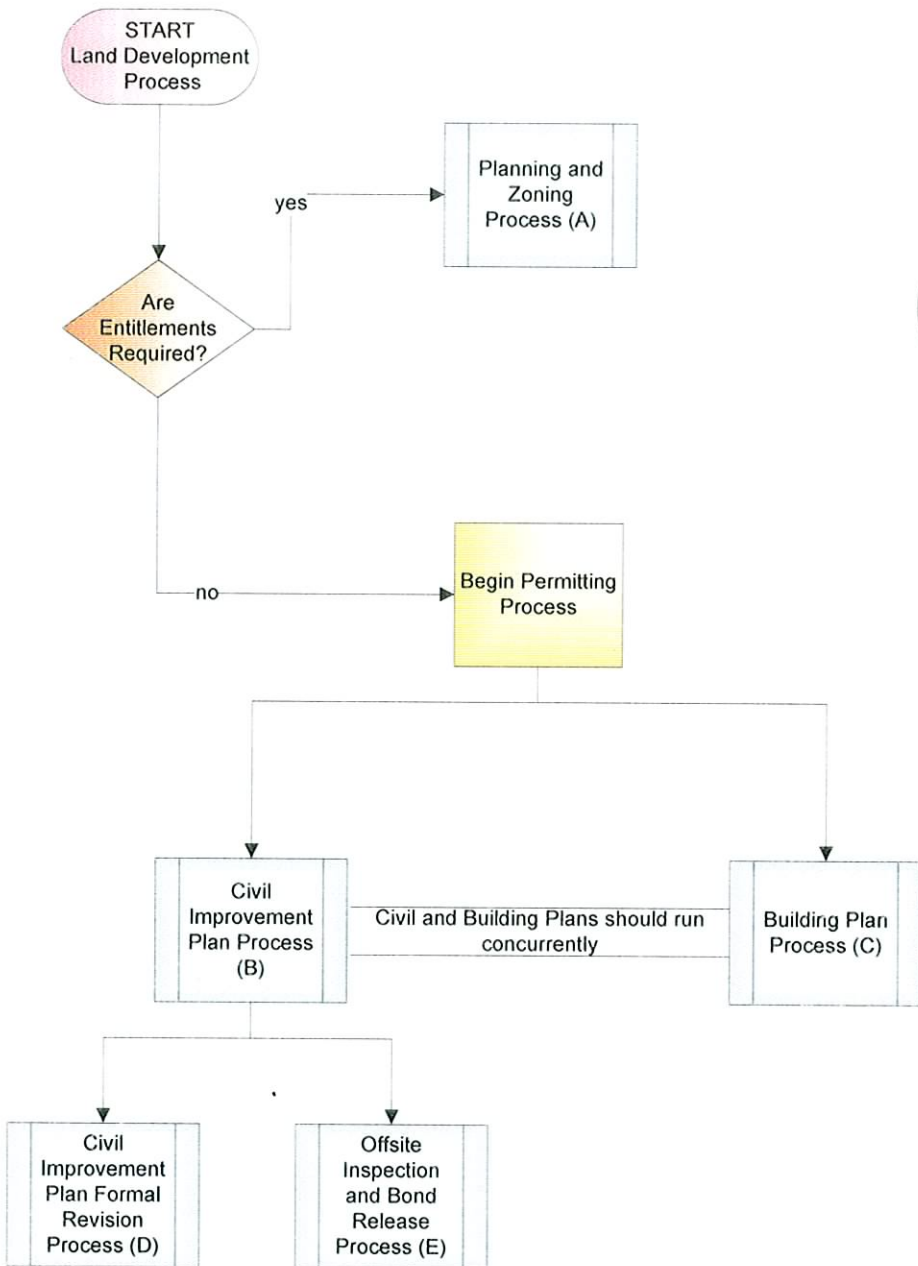 START
Land Development
Process
Planning and
Zoning
Process (A)
yes
Are
Entitlements
Required?
Begin Permitting
Process
no
Civil
Improvement
Plan Process
(B)
Civil and Building Plans should run
concurrently
Building Plan
Process (C)
Civil
Improvement
Plan Formal
Revision
Process (D)
Offsite
Inspection
and Bond
Release
Process (E)